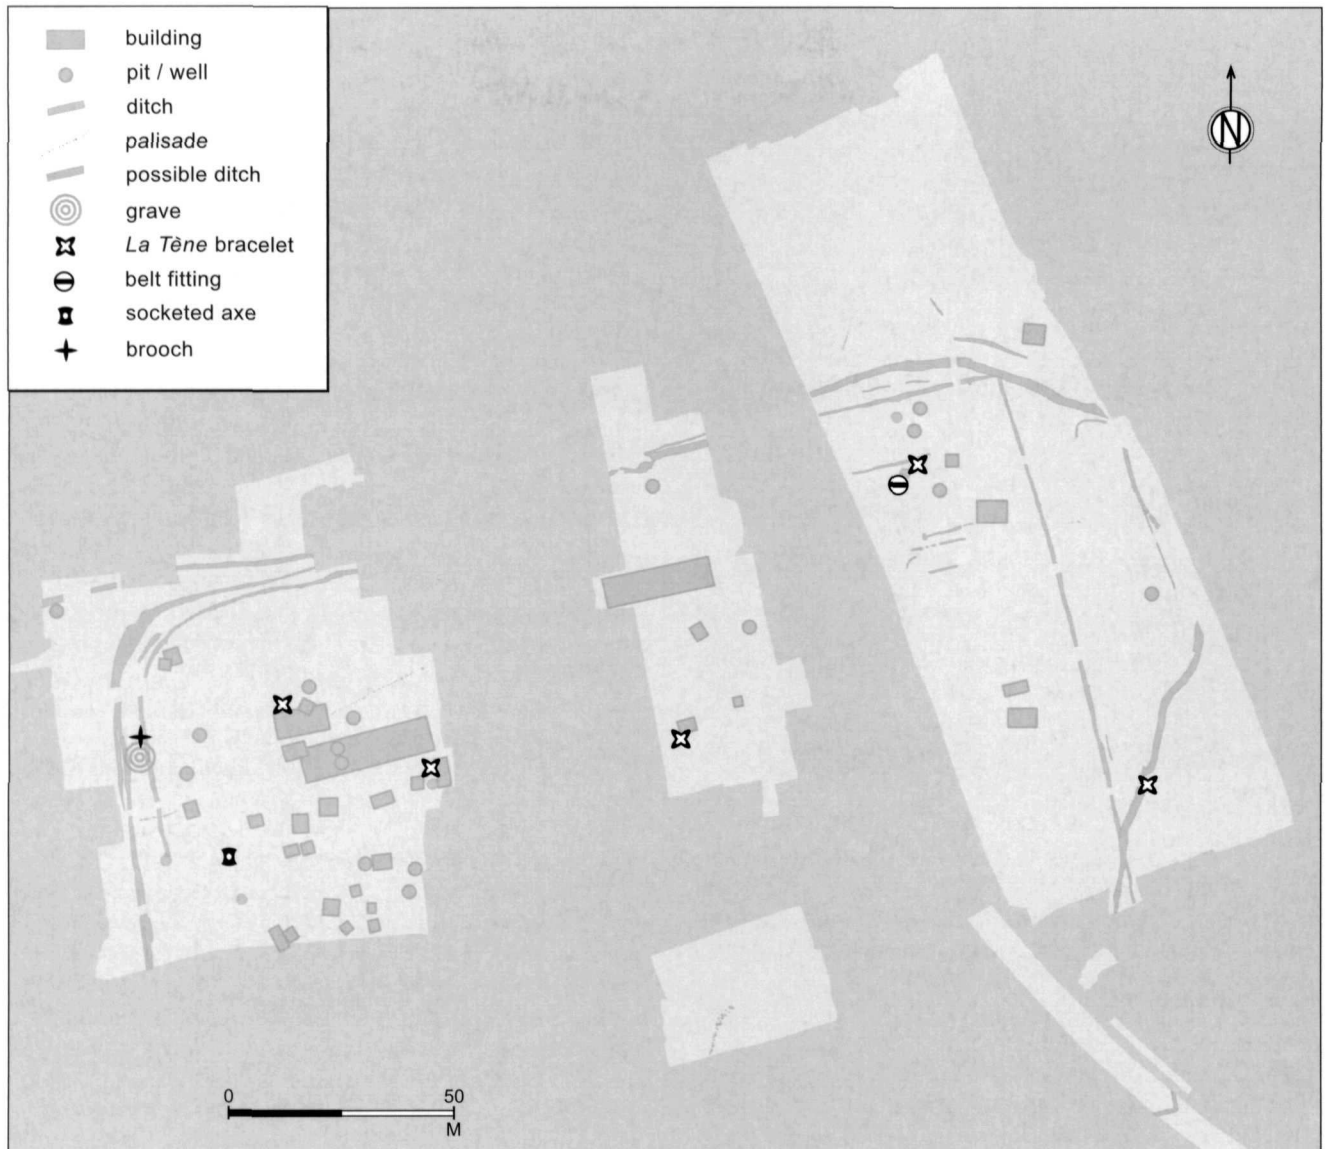 building
pit / well
ditch
palisade
possible ditch
grave
La Tène bracelet
belt fitting
socketed axe
brooch
N
0 50
M